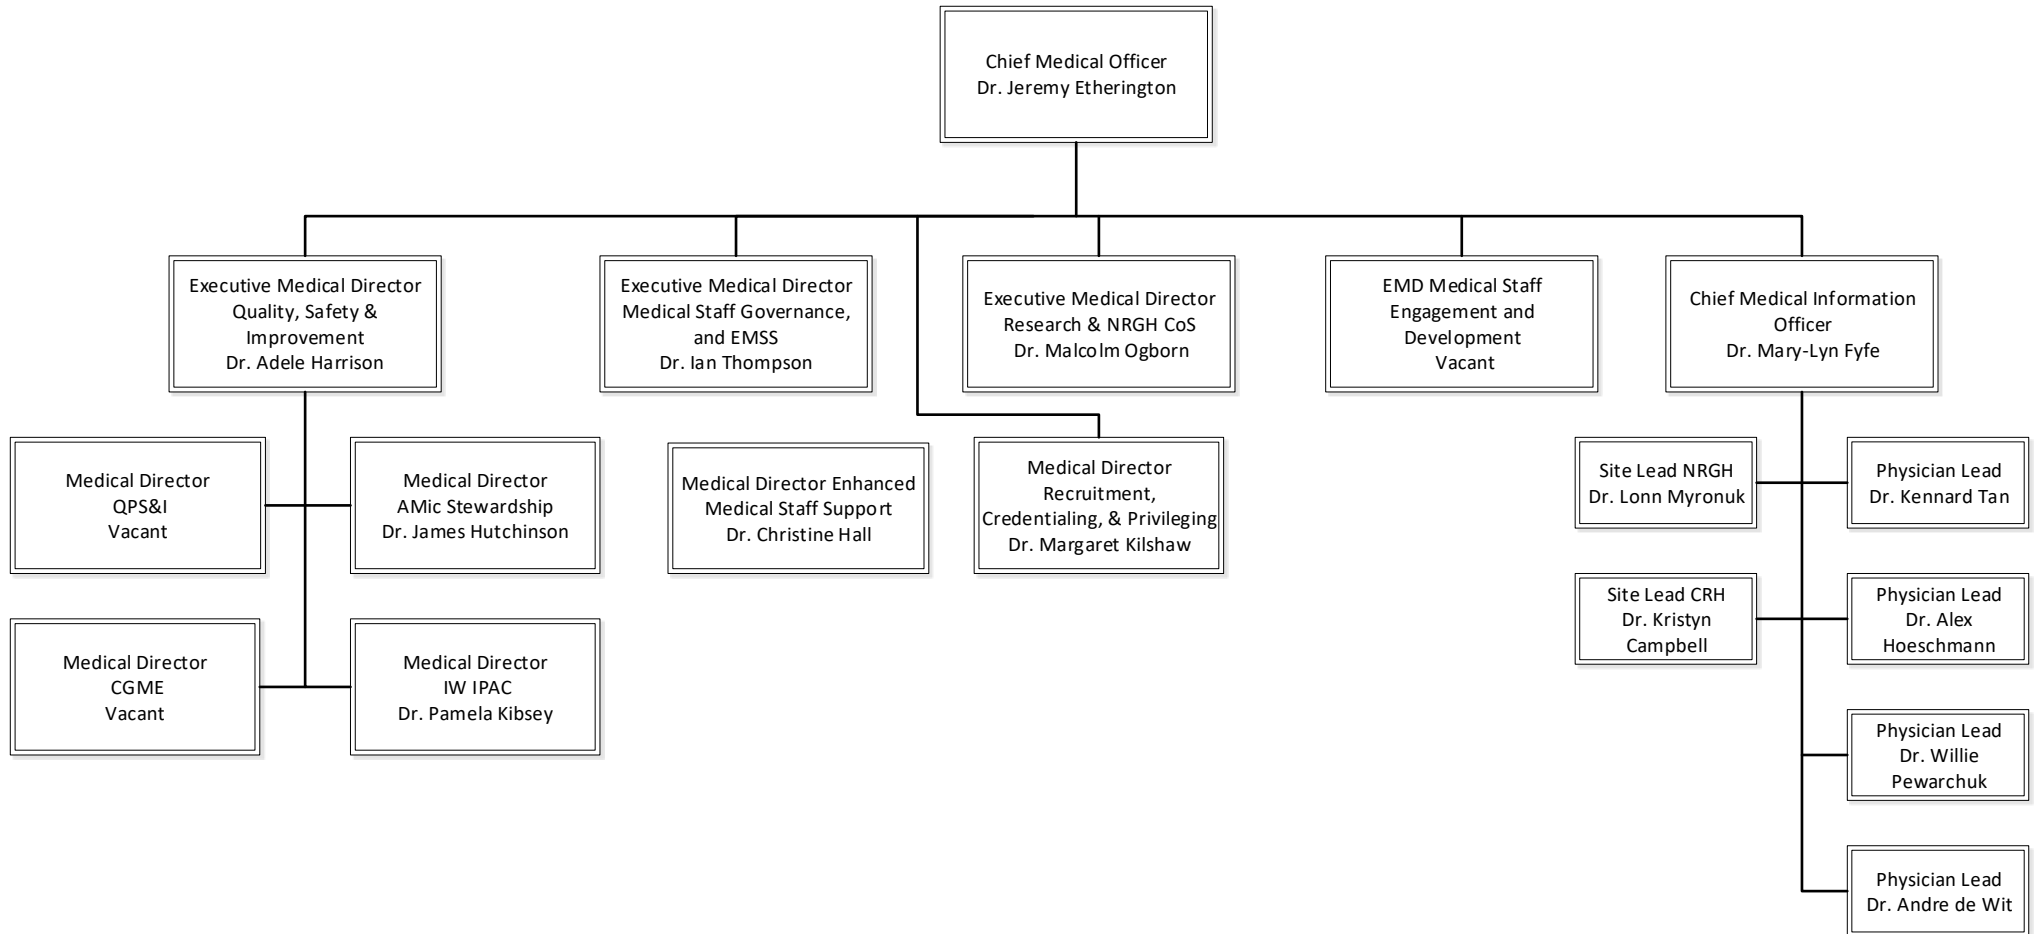 Chief Medical Officer
Dr. Jeremy Etherington
Executive Medical Director
Quality, Safety &
Improvement
Dr. Adele Harrison
Executive Medical Director
Medical Staff Governance,
and EMSS
Dr. Ian Thompson
Executive Medical Director
Research & NRGH CoS
Dr. Malcolm Ogborn
EMD Medical Staff
Engagement and
Development
Vacant
Chief Medical Information
Officer
Dr. Mary-Lyn Fyfe
Medical Director
QPS&I
Vacant
Medical Director
AMic Stewardship
Dr. James Hutchinson
Medical Director Enhanced
Medical Staff Support
Dr. Christine Hall
Medical Director
Recruitment,
Credentialing, & Privileging
Dr. Margaret Kilshaw
Site Lead NRGH
Dr. Lonn Myronuk
Physician Lead
Dr. Kennard Tan
Site Lead CRH
Dr. Kristyn
Campbell
Physician Lead
Dr. Alex
Hoeschmann
Medical Director
CGME
Vacant
Medical Director
IW IPAC
Dr. Pamela Kibsey
Physician Lead
Dr. Willie
Pewarchuk
Physician Lead
Dr. Andre de Wit